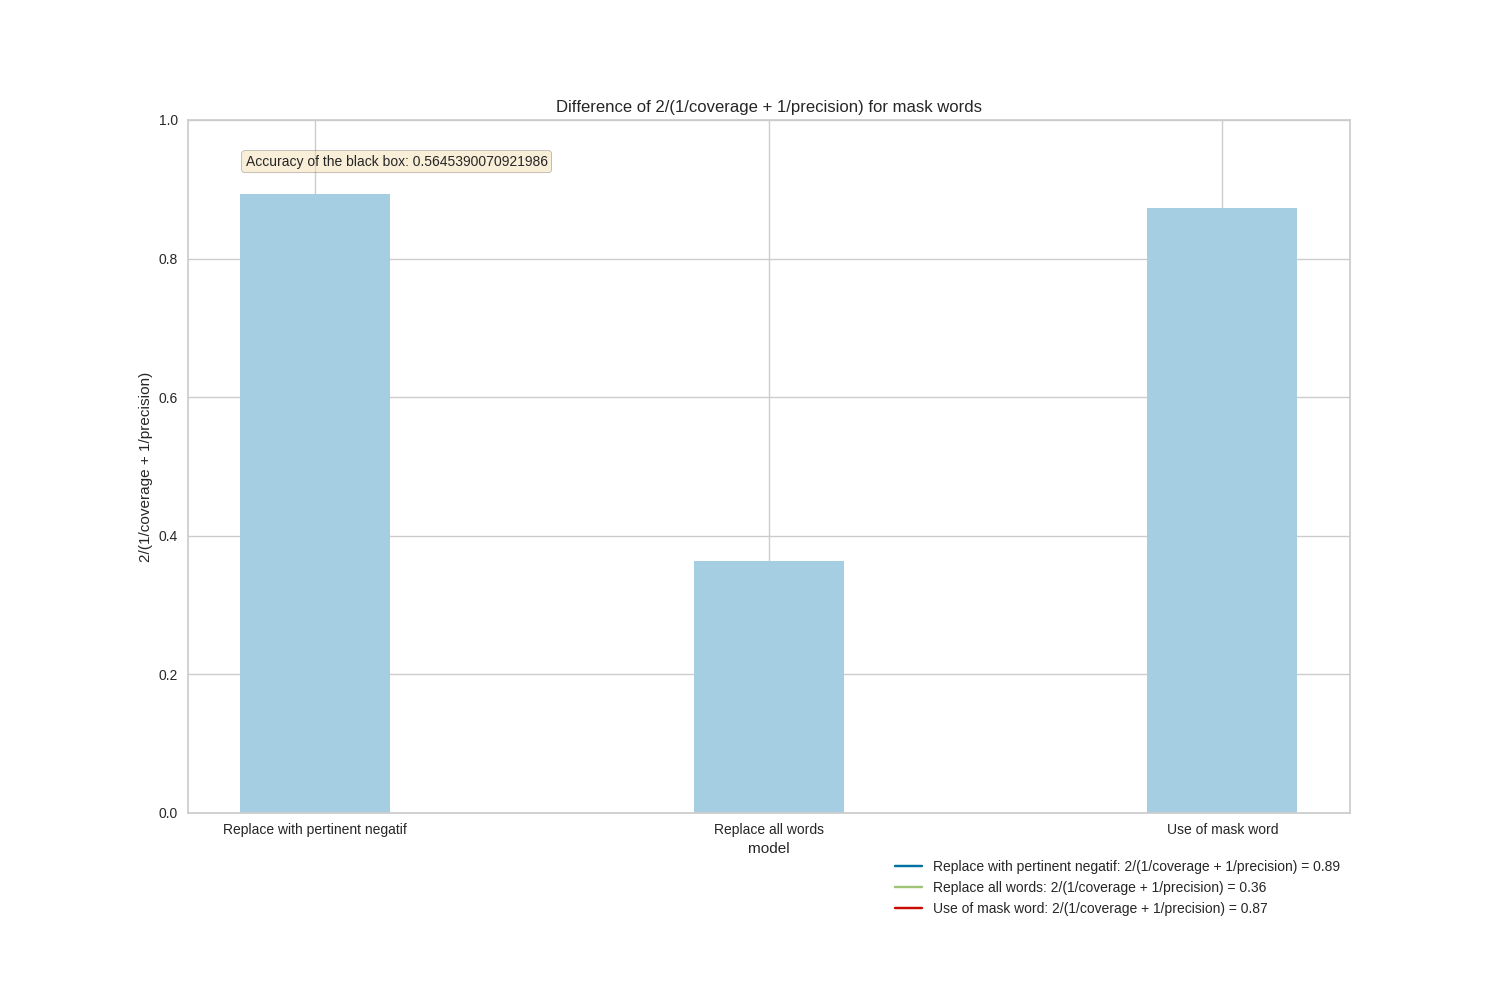 Difference of 2/(1/coverage + 1/precision) for mask words
1.0
Accuracy of the black box: 0.5645390070921986
0.8
0.6
2/(1/coverage + 1/precision)
0.4
0.2
0.0
Replace with pertinent negatif
Replace all words
Use of mask word
model
Replace with pertinent negatif: 2/(1/coverage + 1/precision) = 0.89
Replace all words: 2/(1/coverage + 1/precision) = 0.36
Use of mask word: 2/(1/coverage + 1/precision) = 0.87